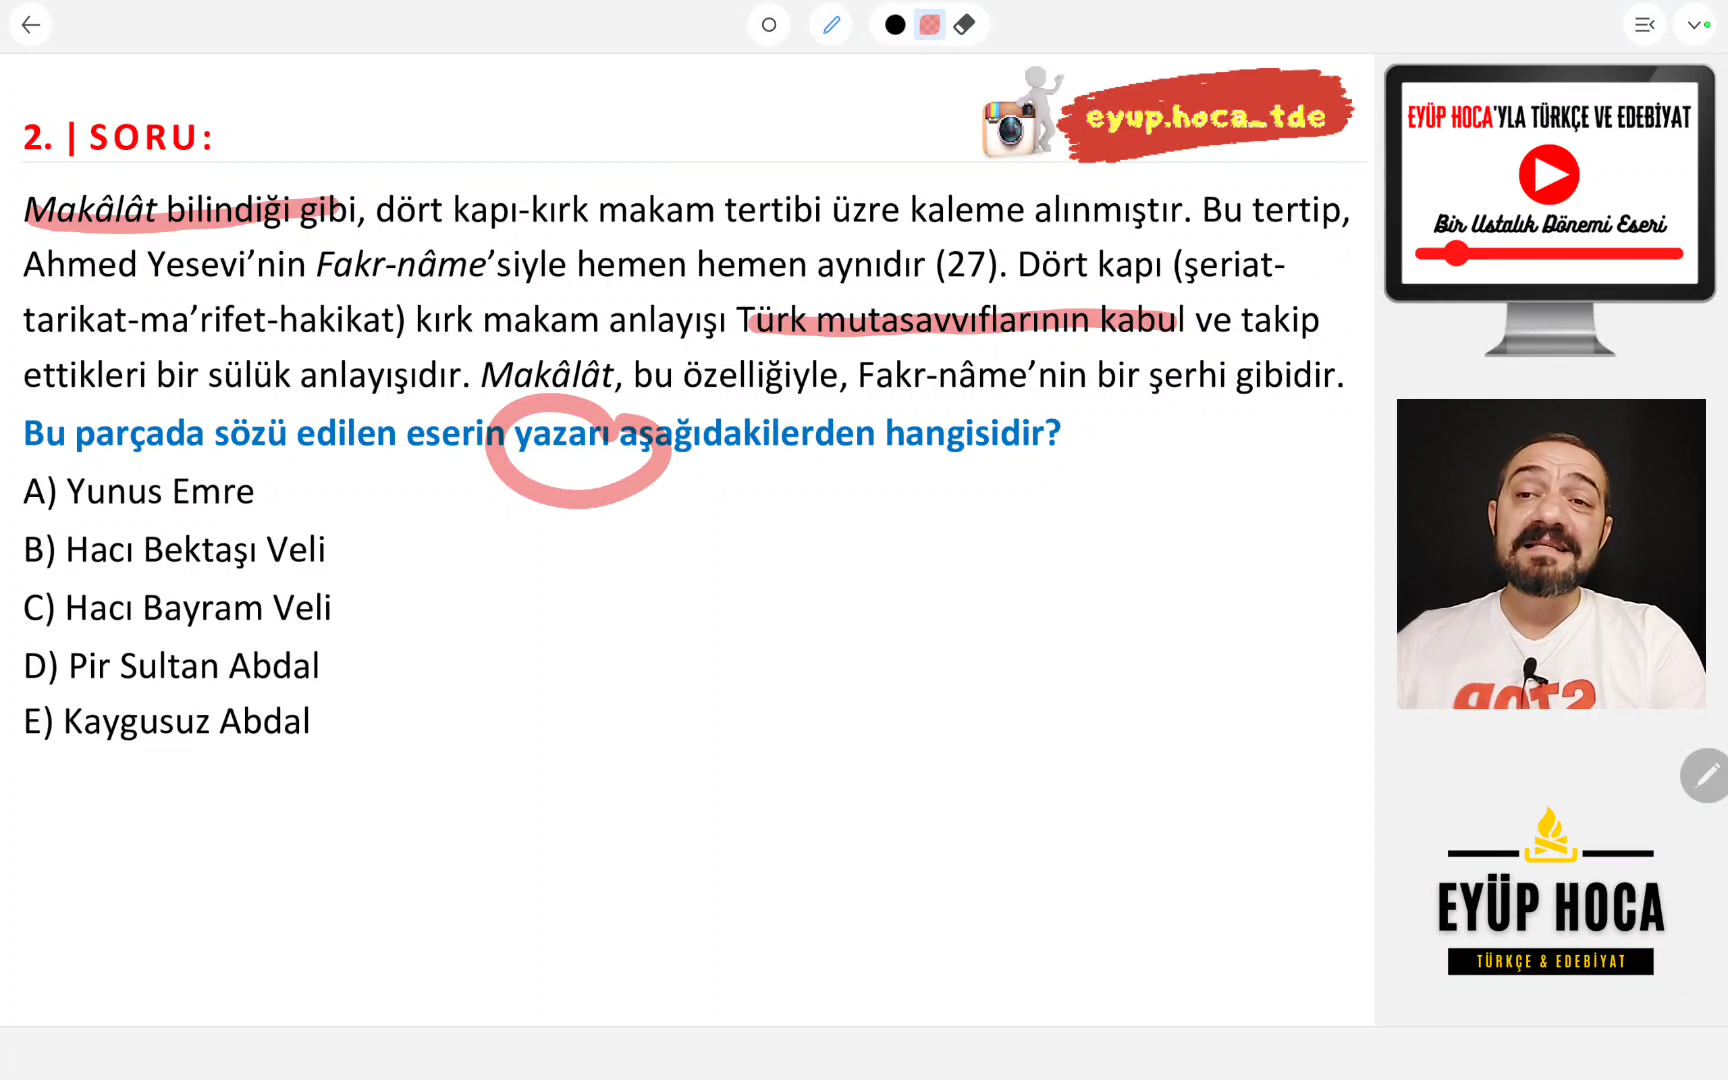 2. | SORU:
eyup.hoca_tde
Makâlât bilindiği gibi, dört kapı-kırk makam tertibi üzre kaleme alınmıştır. Bu tertip,
Ahmed Yesevi’nin Fakr-nâme’siyle hemen hemen aynıdır (27). Dört kapı (şeriat-
tarikat-ma’rifet-hakikat) kırk makam anlayışı Türk mutasavvıflarının kabul ve takip
ettikleri bir sülük anlayışıdır. Makâlât, bu özelliğiyle, Fakr-nâme’nin bir şerhi gibidir.
Bu parçada sözü edilen eserin yazarı aşağıdakilerden hangisidir?
A) Yunus Emre
B) Hacı Bektaşı Veli
C) Hacı Bayram Veli
D) Pir Sultan Abdal
E) Kaygusuz Abdal
EYÜP HOCA'YLA TÜRKÇE VE EDEBİYAT
Bir Ustalık Dönemi Eseri
STOP
EYÜP HOCA
TÜRKÇE & EDEBİYAT